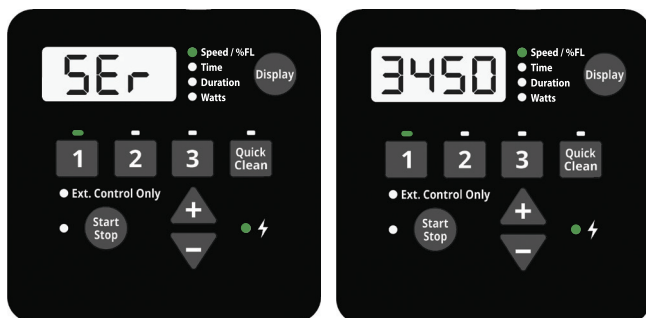 SEr
Speed / %FL
Time
Duration
Watts
Display
1 2 3 Quick Clean
Ext. Control Only
Start Stop
+
−
3450
Speed / %FL
Time
Duration
Watts
Display
1 2 3 Quick Clean
Ext. Control Only
Start Stop
+
−